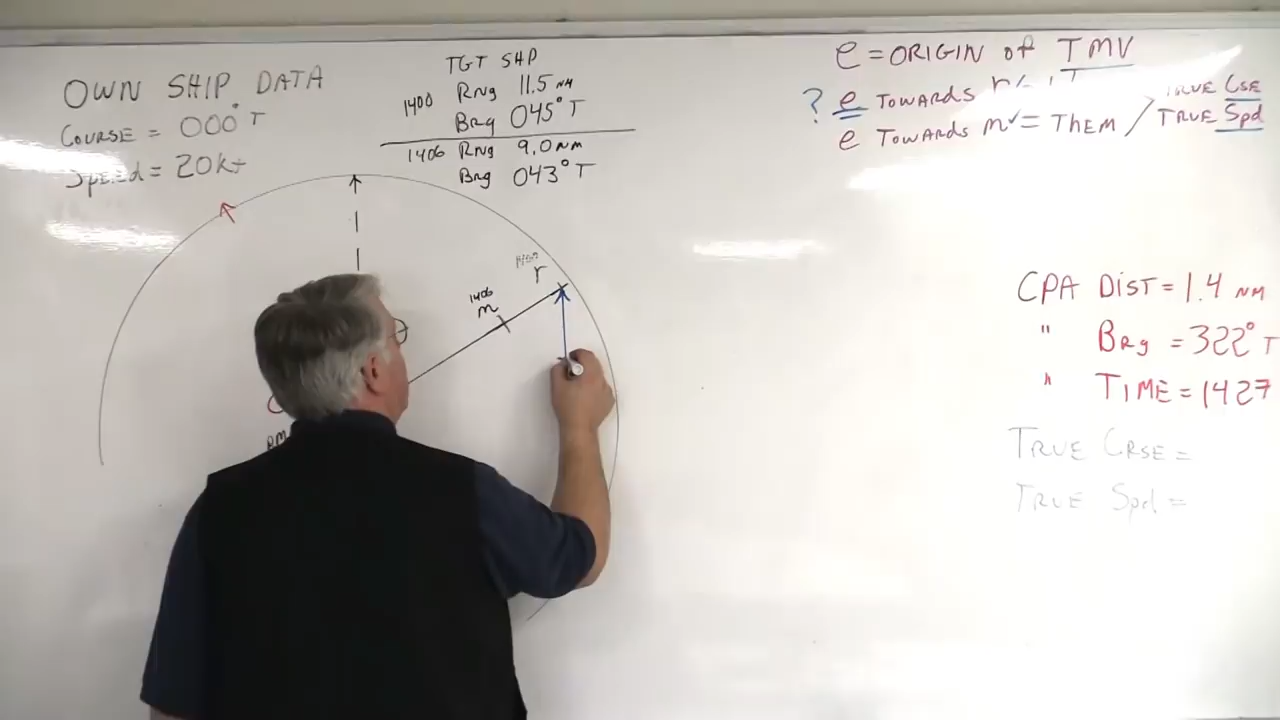 OWN SHIP DATA
COURSE = 000° T
Speed = 20kt
TGT SHP
1400 Rng 11.5 NM
Brg 045° T
1406 Rng 9.0 NM
Brg 043° T
e = ORIGIN of TMV
? e TOWARDS r
TRUE CSE
e TOWARDS m = ThEM / TRUE Spd
1400
r
1406
m
CPA DIST = 1.4 NM
" Brg = 322° T
" TIME = 1427
TRUE CRSE =
TRUE Spd =